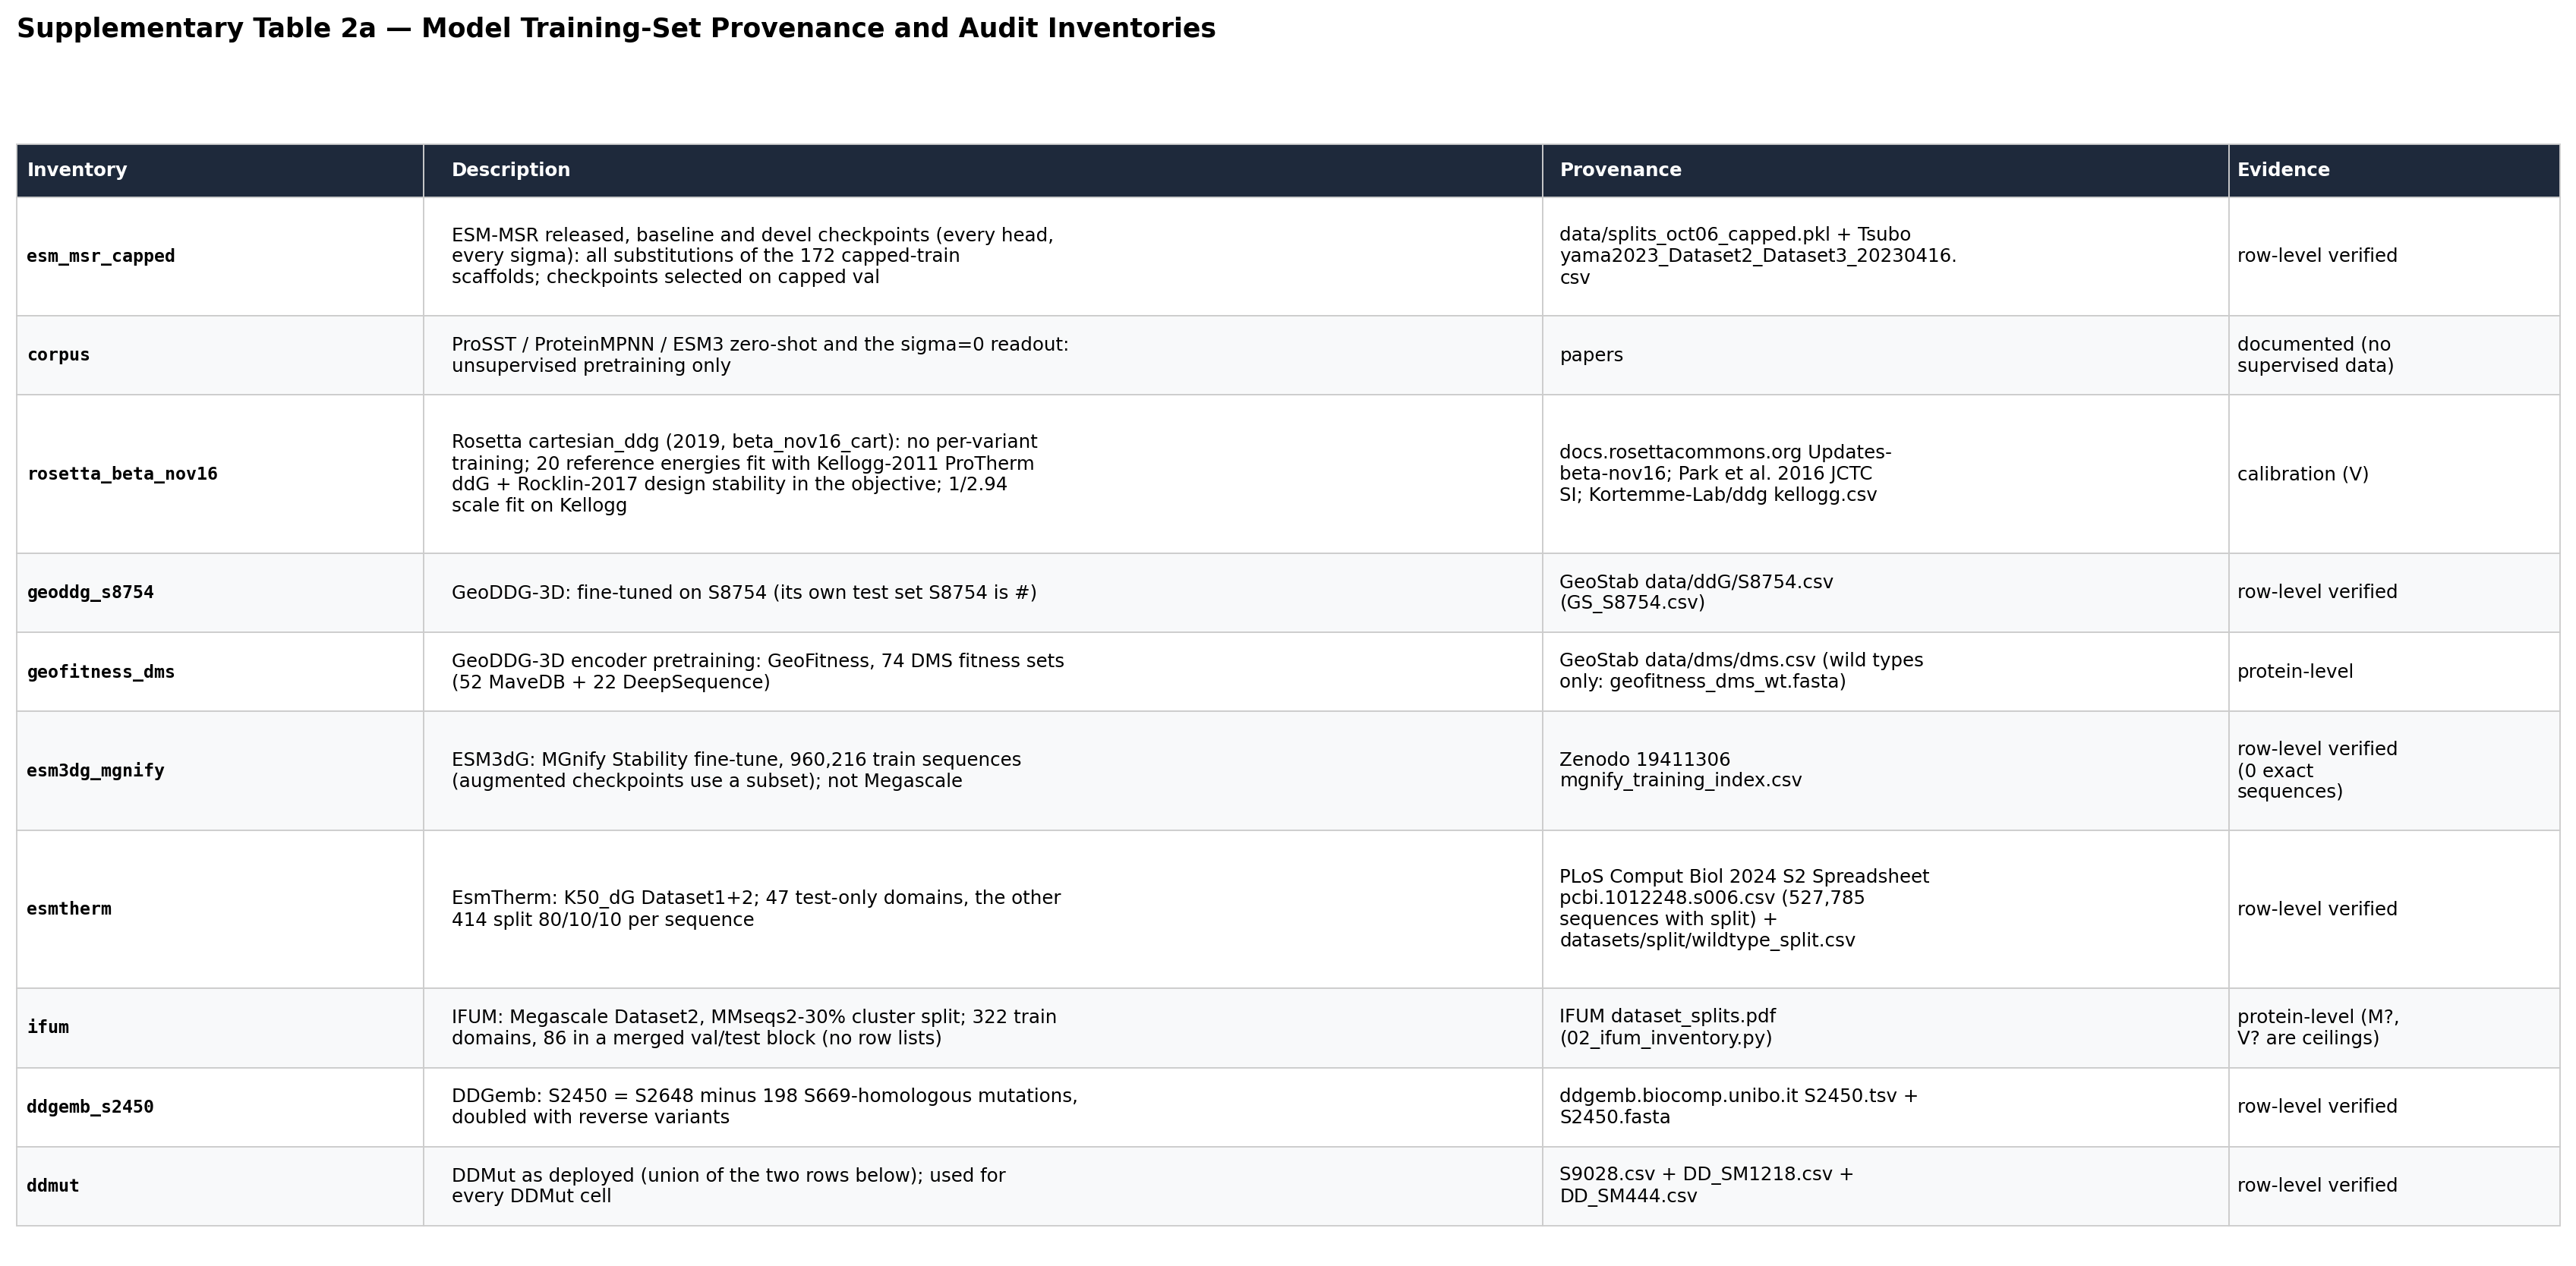 Supplementary Table 2a — Model Training-Set Provenance and Audit Inventories
Inventory Description Provenance Evidence
esm_msr_capped
ESM-MSR released, baseline and devel checkpoints (every head,
every sigma): all substitutions of the 172 capped-train
scaffolds; checkpoints selected on capped val
data/splits_oct06_capped.pkl + Tsubo
yama2023_Dataset2_Dataset3_20230416.
csv
row-level verified
corpus
ProSST / ProteinMPNN / ESM3 zero-shot and the sigma=0 readout:
unsupervised pretraining only
papers
documented (no
supervised data)
rosetta_beta_nov16
Rosetta cartesian_ddg (2019, beta_nov16_cart): no per-variant
training; 20 reference energies fit with Kellogg-2011 ProTherm
ddG + Rocklin-2017 design stability in the objective; 1/2.94
scale fit on Kellogg
docs.rosettacommons.org Updates-
beta-nov16; Park et al. 2016 JCTC
SI; Kortemme-Lab/ddg kellogg.csv
calibration (V)
geoddg_s8754
GeoDDG-3D: fine-tuned on S8754 (its own test set S8754 is #)
GeoStab data/ddG/S8754.csv
(GS_S8754.csv)
row-level verified
geofitness_dms
GeoDDG-3D encoder pretraining: GeoFitness, 74 DMS fitness sets
(52 MaveDB + 22 DeepSequence)
GeoStab data/dms/dms.csv (wild types
only: geofitness_dms_wt.fasta)
protein-level
esm3dg_mgnify
ESM3dG: MGnify Stability fine-tune, 960,216 train sequences
(augmented checkpoints use a subset); not Megascale
Zenodo 19411306
mgnify_training_index.csv
row-level verified
(0 exact
sequences)
esmtherm
EsmTherm: K50_dG Dataset1+2; 47 test-only domains, the other
414 split 80/10/10 per sequence
PLoS Comput Biol 2024 S2 Spreadsheet
pcbi.1012248.s006.csv (527,785
sequences with split) +
datasets/split/wildtype_split.csv
row-level verified
ifum
IFUM: Megascale Dataset2, MMseqs2-30% cluster split; 322 train
domains, 86 in a merged val/test block (no row lists)
IFUM dataset_splits.pdf
(02_ifum_inventory.py)
protein-level (M?,
V? are ceilings)
ddgemb_s2450
DDGemb: S2450 = S2648 minus 198 S669-homologous mutations,
doubled with reverse variants
ddgemb.biocomp.unibo.it S2450.tsv +
S2450.fasta
row-level verified
ddmut
DDMut as deployed (union of the two rows below); used for
every DDMut cell
S9028.csv + DD_SM1218.csv +
DD_SM444.csv
row-level verified